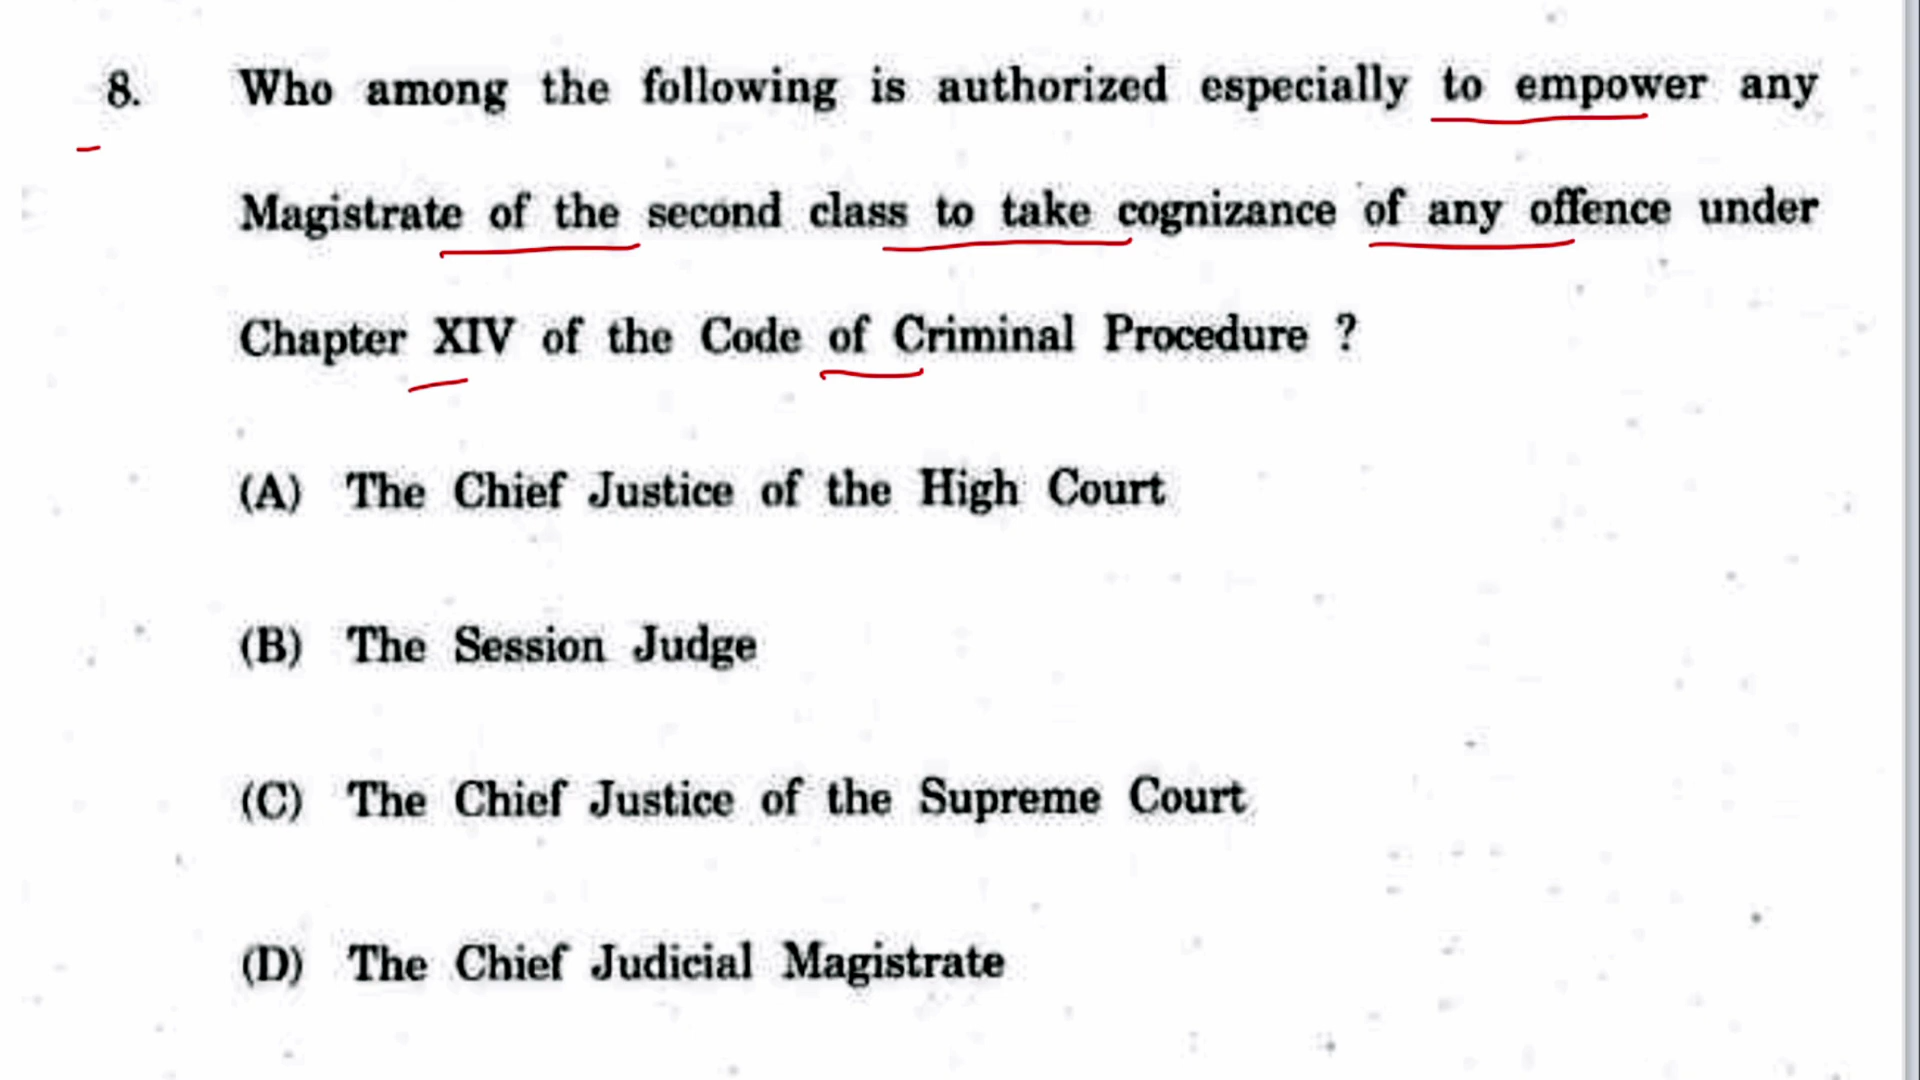 8. Who among the following is authorized especially to empower any
Magistrate of the second class to take cognizance of any offence under
Chapter XIV of the Code of Criminal Procedure ?
(A) The Chief Justice of the High Court
(B) The Session Judge
(C) The Chief Justice of the Supreme Court
(D) The Chief Judicial Magistrate